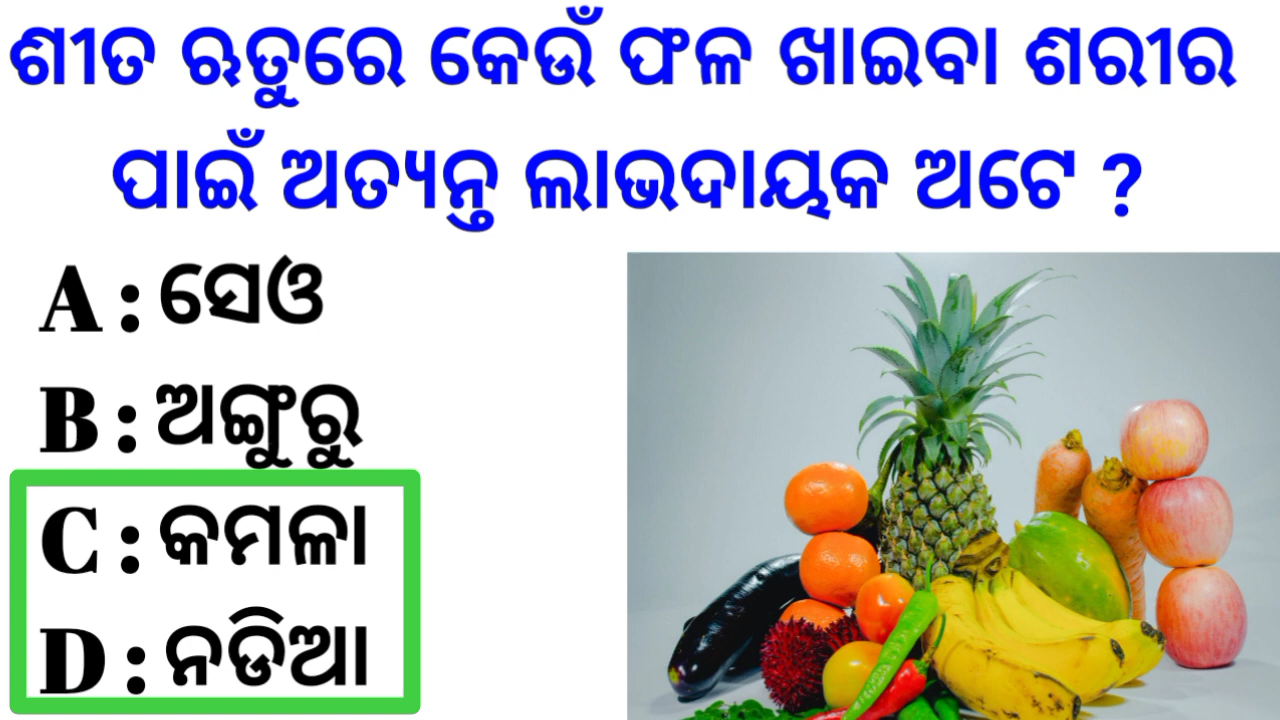 ଶୀତ ଋତୁରେ କେଉଁ ଫଳ ଖାଇବା ଶରୀର
ପାଇଁ ଅତ୍ୟନ୍ତ ଲାଭଦାୟକ ଅଟେ ?
A : ସେଓ
B : ଅଙ୍ଗୁରୁ
C : କମଳା
D : ନଡିଆ